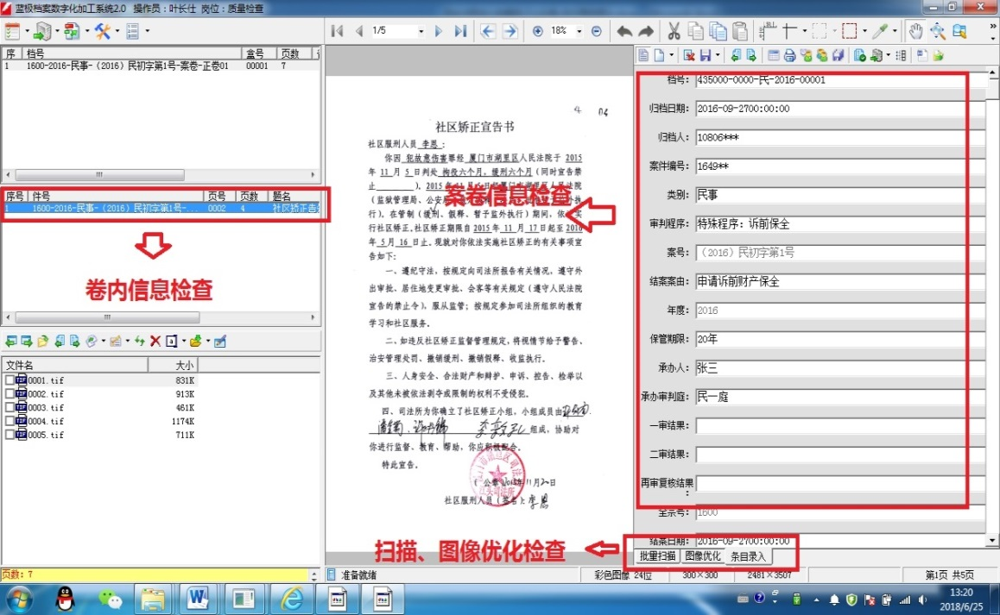 蓝极档案数字化加工系统2.0 操作员：叶长仕 岗位：质量检查
1/5
18%
序 档号 盒号 页数
1 1600-2016-民事-（2016）民初字第1号-案卷-正卷01 00001 7
序号 件号 页号 页数 题名
1 1600-2016-民事-（2016）民初字第1号-... 0002 4 社区矫正告
卷内信息检查
文件名 大小
0001.tif 831K
0002.tif 913K
0003.tif 461K
0004.tif 1174K
0005.tif 711K
页数：7
社区矫正宣告书
社区服刑人员 李恩：
你因 犯故意伤害罪经 厦门市湖里区人民法院于 2015
年 11 月 5 日判处 拘役六个月，缓刑六个月（同时宣告禁
止 ）。2015年11月
（监狱管理局、公安局
行）。在管制（缓刑、假释、暂予监外执行）期间，依
行社区矫正。社区矫正期限自 2015 年 11 月 17 日起至 2016
年 5 月 16 日止。现就对你依法实施社区矫正的有关事项宣
告如下：
一、遵纪守法，按规定向司法所报告有关情况，遵守外
出审批、居住地变更审批、会客等有关规定（遵守人民法院
宣告的禁止令），服从监管；按规定参加司法所组织的教育
学习和社区服务。
二、如违反社区矫正监督管理规定，将视情节给予警告、
治安管理处罚、撤销缓刑、撤销假释、收监执行。
三、人身安全、合法财产和辩护、申诉、控告、检举以
及其他未被依法剥夺或限制的权利不受侵犯。
四、司法所为你确立了社区矫正小组，小组成员由
组成，协助对
你进行监督、教育、帮助，你应积极配合。
特此宣告。
（公章）2015年11月20日
社区服刑人员（签名）：李恩
案卷信息检查
扫描、图像优化检查
档号： 435000-0000-民-2016-00001
归档日期： 2016-09-2700:00:00
归档人： 10806***
案件编号： 1649**
类别： 民事
审判程序： 特殊程序：诉前保全
案号： （2016）民初字第1号
结案案由： 申请诉前财产保全
年度： 2016
保管期限： 20年
承办人： 张三
承办审判庭： 民一庭
一审结果：
二审结果：
再审复核结果：
全宗号： 1600
结案日期： 2016-09-2700:00:00
批量扫描 图像优化 条目录入
准备就绪 彩色图像 24位 300×300 2481×3507 第1页 共5页
13:20
2018/6/25